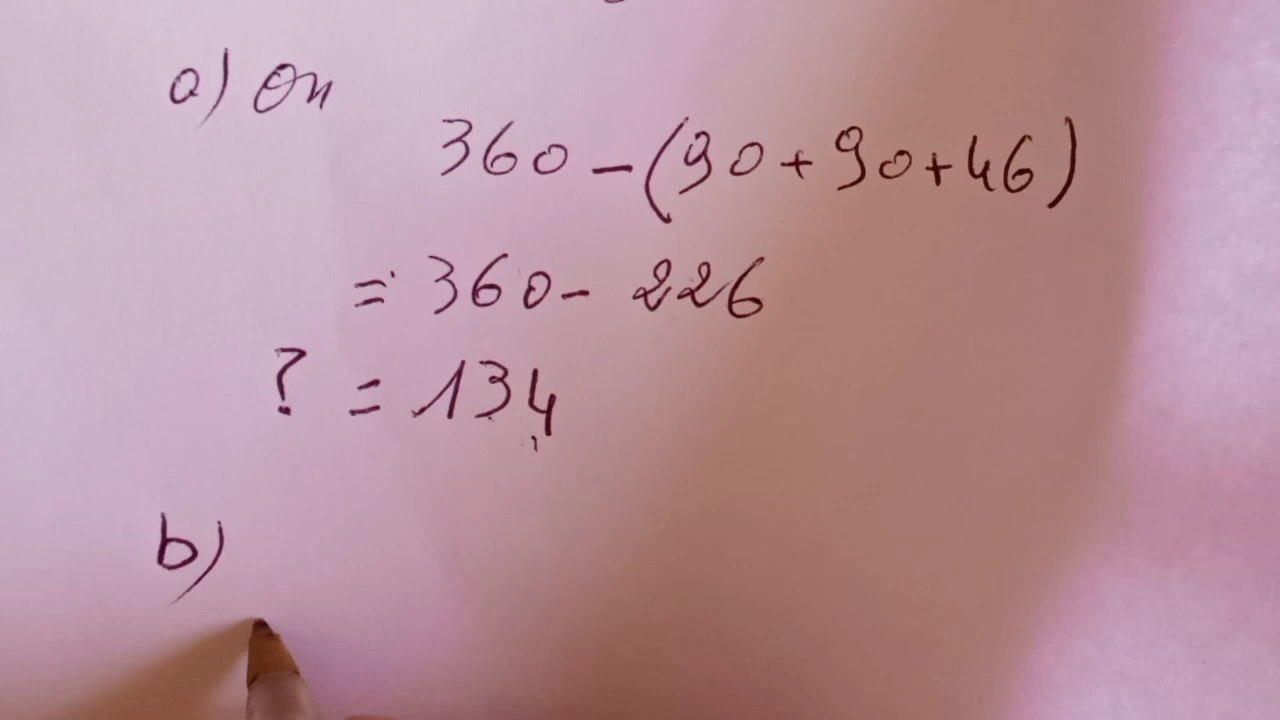 a) On
360 - (90 + 90 + 46)
= 360 - 226
? = 134
b)